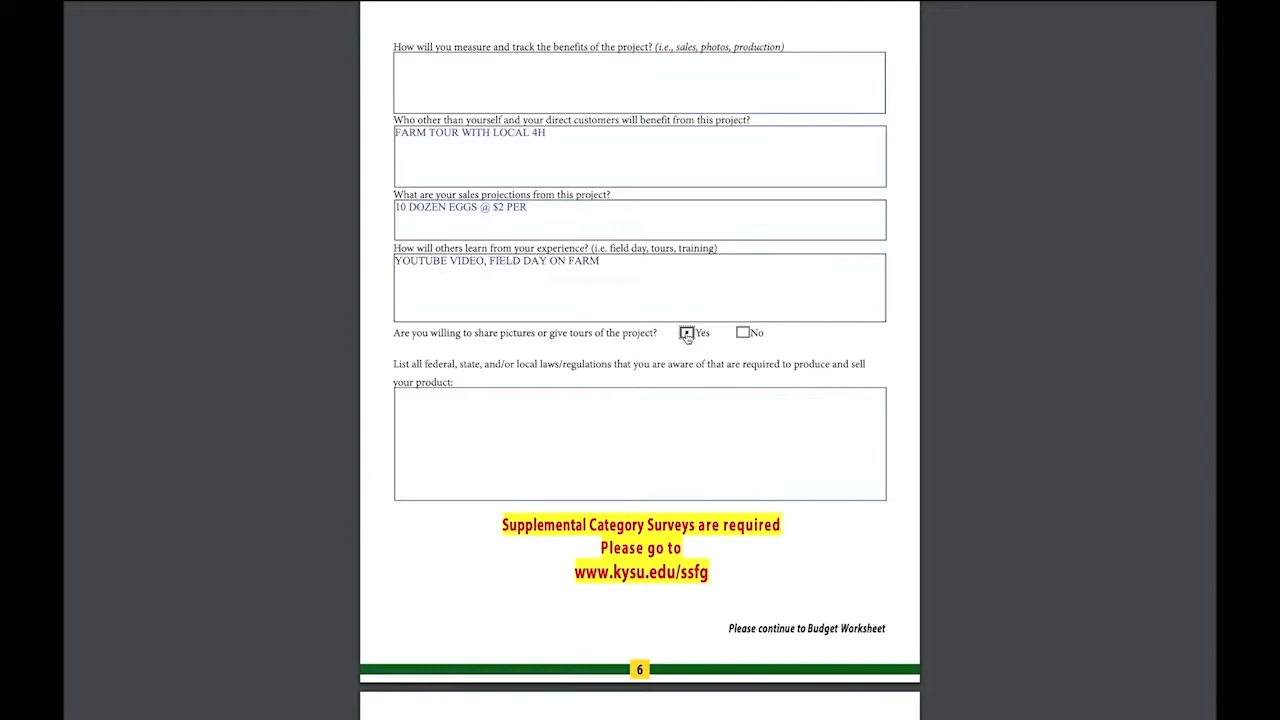 How will you measure and track the benefits of the project? (i.e., sales, photos, production)
Who other than yourself and your direct customers will benefit from this project?
FARM TOUR WITH LOCAL 4H
What are your sales projections from this project?
10 DOZEN EGGS @ $2 PER
How will others learn from your experience? (i.e. field day, tours, training)
YOUTUBE VIDEO, FIELD DAY ON FARM
Are you willing to share pictures or give tours of the project? Yes No
List all federal, state, and/or local laws/regulations that you are aware of that are required to produce and sell
your product:
Supplemental Category Surveys are required
Please go to
www.kysu.edu/ssfg
Please continue to Budget Worksheet
6